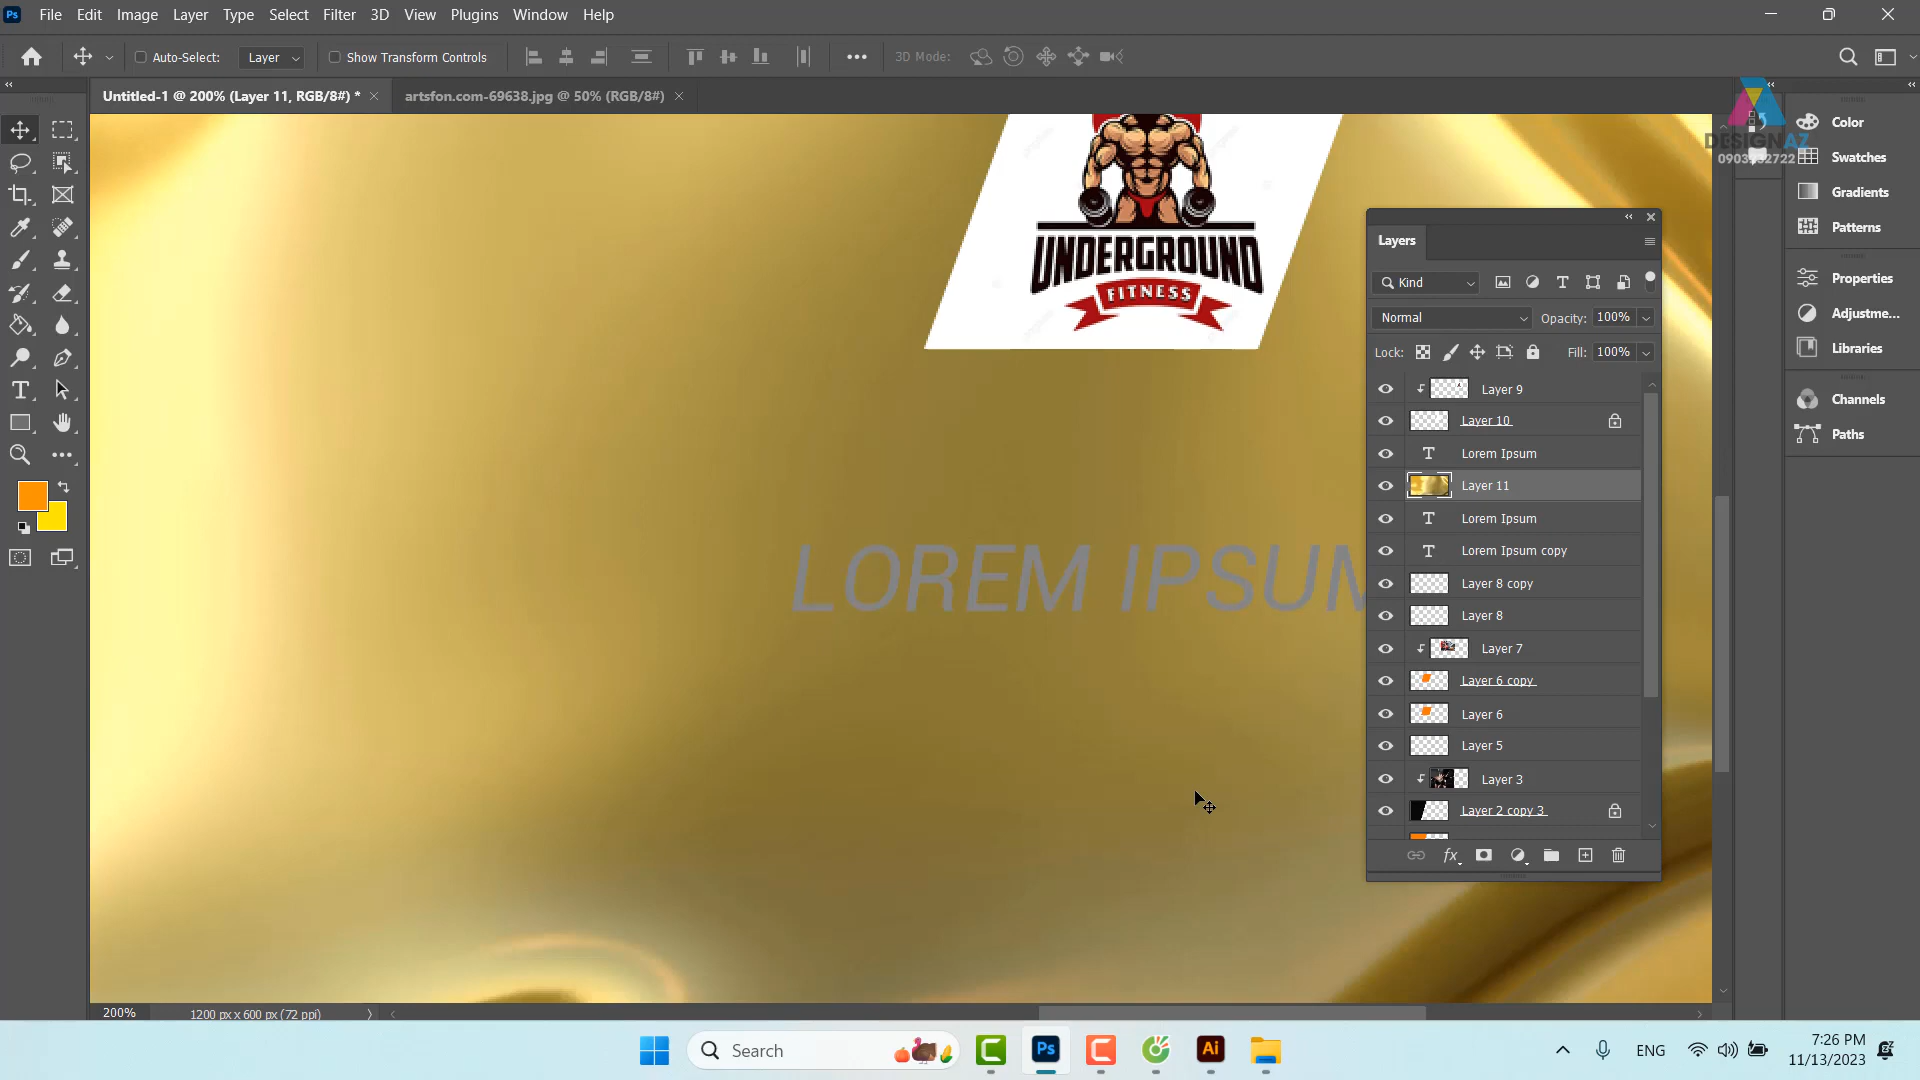 File Edit Image Layer Type Select Filter 3D View Plugins Window Help
Auto-Select: Layer Show Transform Controls 3D Mode:
Untitled-1 @ 200% (Layer 11, RGB/8#) * artsfon.com-69638.jpg @ 50% (RGB/8#)
DESIGNAZ
Color
Swatches
Gradients
Patterns
Properties
Adjustme...
Libraries
Channels
Paths
UNDERGROUND
FITNESS
LOREM IPSUM
Layers
Kind
Normal Opacity: 100%
Lock: Fill: 100%
Layer 9
Layer 10
Lorem Ipsum
Layer 11
Lorem Ipsum
Lorem Ipsum copy
Layer 8 copy
Layer 8
Layer 7
Layer 6 copy
Layer 6
Layer 5
Layer 3
Layer 2 copy 3
fx
200% 1200 px x 600 px (72 ppi)
Search
ENG
7:26 PM
11/13/2023